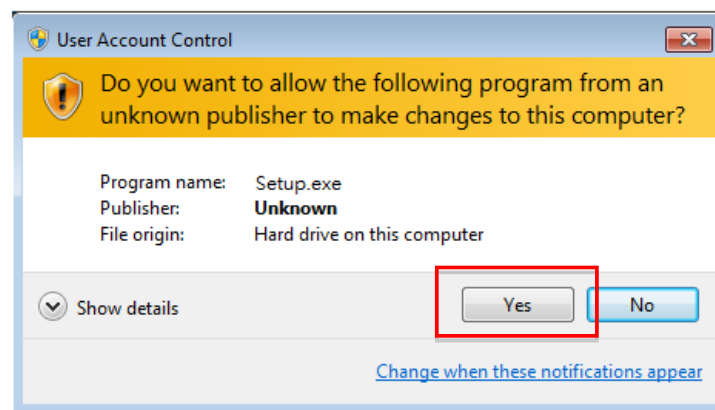 User Account Control
Do you want to allow the following program from an
unknown publisher to make changes to this computer?
Program name: Setup.exe
Publisher: Unknown
File origin: Hard drive on this computer
Show details Yes No
Change when these notifications appear